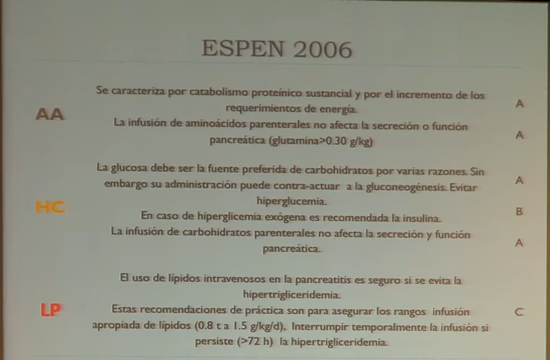 ESPEN 2006
AA
Se caracteriza por catabolismo proteínico sustancial y por el incremento de los
requerimientos de energía.
A
La infusión de aminoácidos parenterales no afecta la secreción o función
pancreática (glutamina>0.30 g/kg)
A
HC
La glucosa debe ser la fuente preferida de carbohidratos por varias razones. Sin
embargo su administración puede contra-actuar a la gluconeogénesis. Evitar
hiperglucemia.
A
En caso de hiperglicemia exógena es recomendada la insulina.
B
La infusión de carbohidratos parenterales no afecta la secreción y función
pancreática.
A
LP
El uso de lípidos intravenosos en la pancreatitis es seguro si se evita la
hipertrigliceridemia.
Estas recomendaciones de práctica son para asegurar los rangos infusión
apropiada de lípidos (0.8 t a 1.5 g/kg/d), Interrumpir temporalmente la infusión si
persiste (>72 h) la hipertrigliceridemia.
C